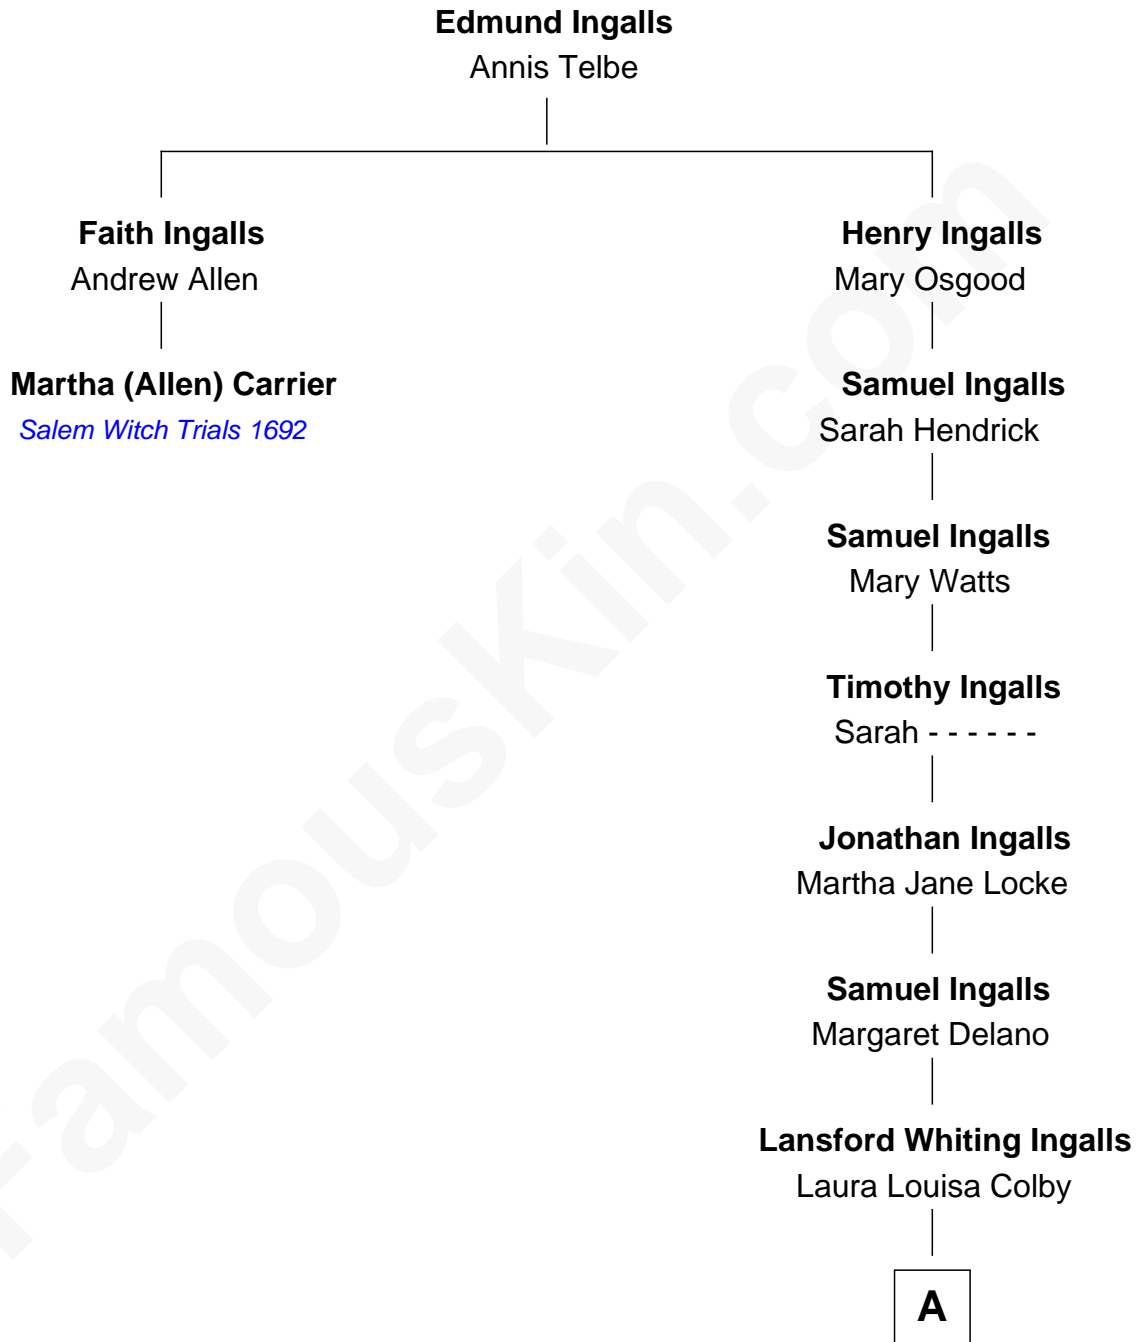 Edmund Ingalls
Annis Telbe
Faith Ingalls
Andrew Allen
Henry Ingalls
Mary Osgood
Martha (Allen) Carrier
Salem Witch Trials 1692
Samuel Ingalls
Sarah Hendrick
Samuel Ingalls
Mary Watts
Timothy Ingalls
Sarah - - - - - -
Jonathan Ingalls
Martha Jane Locke
Samuel Ingalls
Margaret Delano
Lansford Whiting Ingalls
Laura Louisa Colby
A
FamousKin.com